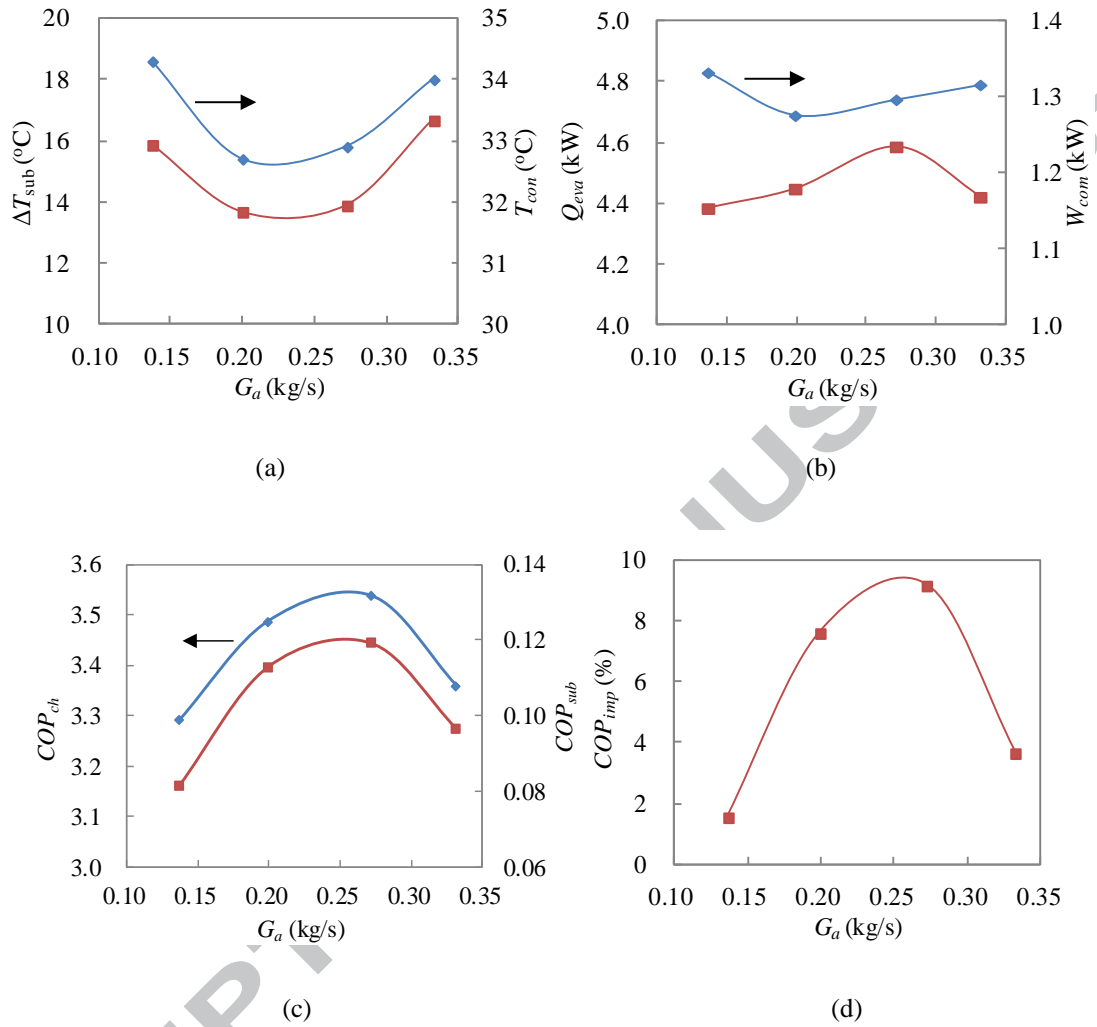 20
18
16
14
12
10
ΔTsub (ºC)
35
34
33
32
31
30
Tcon (ºC)
0.10 0.15 0.20 0.25 0.30 0.35
Ga (kg/s)
(a)
5.0
4.8
4.6
4.4
4.2
4.0
Qeva (kW)
1.4
1.3
1.2
1.1
1.0
Wcom (kW)
0.10 0.15 0.20 0.25 0.30 0.35
Ga (kg/s)
(b)
3.6
3.5
3.4
3.3
3.2
3.1
3.0
COPch
0.14
0.12
0.10
0.08
0.06
COPsub
0.10 0.15 0.20 0.25 0.30 0.35
Ga (kg/s)
(c)
10
8
6
4
2
0
COPimp (%)
0.10 0.15 0.20 0.25 0.30 0.35
Ga (kg/s)
(d)